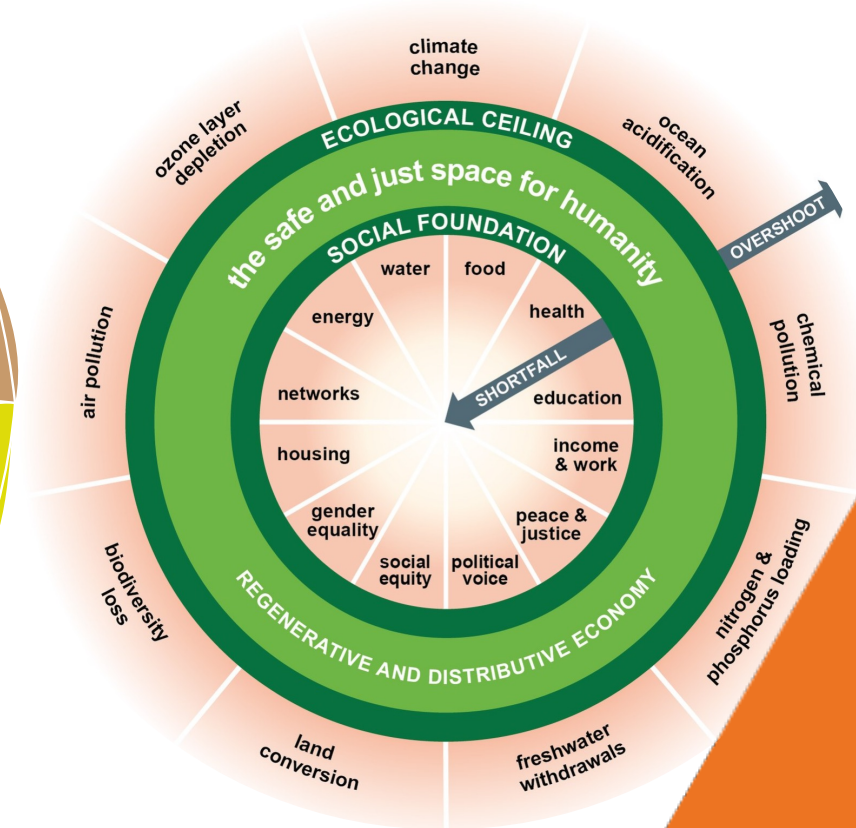 climate
change
ocean
acidification
OVERSHOOT
chemical
pollution
nitrogen &
phosphorus loading
freshwater
withdrawals
land
conversion
biodiversity
loss
air pollution
ozone layer
depletion
ECOLOGICAL CEILING
the safe and just space for humanity
SOCIAL FOUNDATION
water
food
health
SHORTFALL
education
income
& work
peace &
justice
political
voice
social
equity
gender
equality
housing
networks
energy
REGENERATIVE AND DISTRIBUTIVE ECONOMY